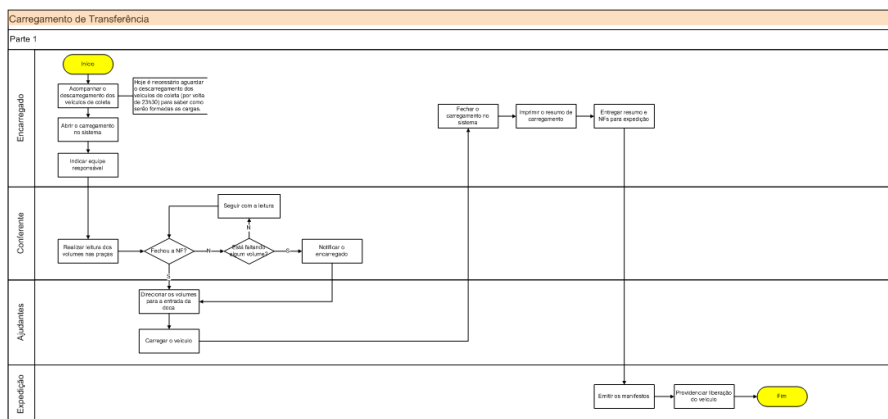 Carregamento de Transferência
Parte 1
Encarregado
Início
Acompanhar o
descarregamento dos
veículos de coleta
Hoje é necessário aguardar
o descarregamento dos
veículos de coleta (por volta
de 23h30) para saber como
serão formadas as cargas.
Abrir o carregamento
no sistema
Indicar equipe
responsável
Fechar o
carregamento no
sistema
Imprimir o resumo de
carregamento
Entregar resumo e
NFs para expedição
Conferente
Seguir com a leitura
N
Realizar leitura dos
volumes nas praças
Fechou a NF?
N
Está faltando
algum volume?
S
Notificar o
encarregado
S
Ajudantes
Direcionar os volumes
para a entrada da
doca
Carregar o veículo
Expedição
Emitir os manifestos
Providenciar liberação
do veículo
Fim